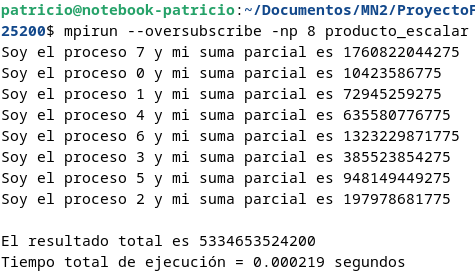 patricio@notebook-patricio:~/Documentos/MN2/ProyectoF
25200$ mpirun --oversubscribe -np 8 producto_escalar
Soy el proceso 7 y mi suma parcial es 1760822044275
Soy el proceso 0 y mi suma parcial es 10423586775
Soy el proceso 1 y mi suma parcial es 72945259275
Soy el proceso 4 y mi suma parcial es 635580776775
Soy el proceso 6 y mi suma parcial es 1323229871775
Soy el proceso 3 y mi suma parcial es 385523854275
Soy el proceso 5 y mi suma parcial es 948149449275
Soy el proceso 2 y mi suma parcial es 197978681775
El resultado total es 5334653524200
Tiempo total de ejecución = 0.000219 segundos